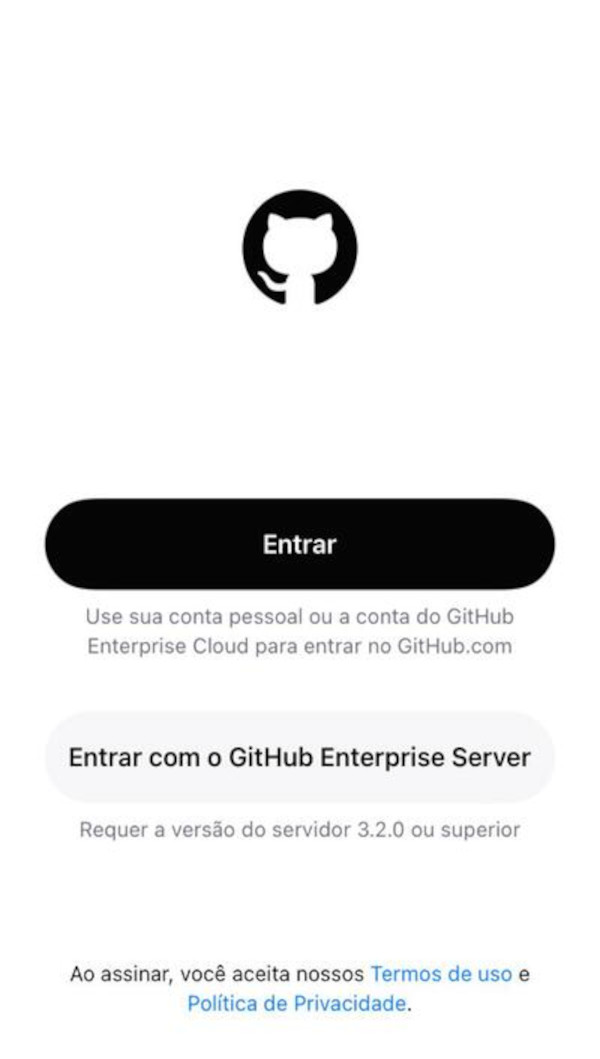 Entrar
Use sua conta pessoal ou a conta do GitHub
Enterprise Cloud para entrar no GitHub.com
Entrar com o GitHub Enterprise Server
Requer a versão do servidor 3.2.0 ou superior
Ao assinar, você aceita nossos Termos de uso e
Política de Privacidade.